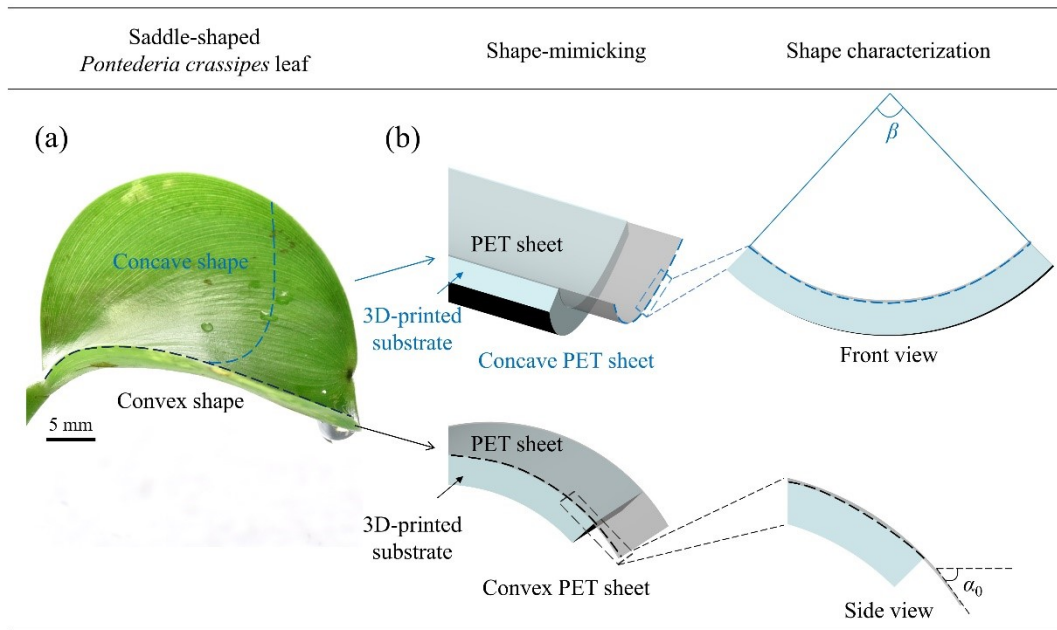 Saddle-shaped
Pontederia crassipes leaf
Shape-mimicking
Shape characterization
(a)
Concave shape
Convex shape
5 mm
(b)
PET sheet
3D-printed
substrate
Concave PET sheet
β
Front view
PET sheet
3D-printed
substrate
Convex PET sheet
α0
Side view